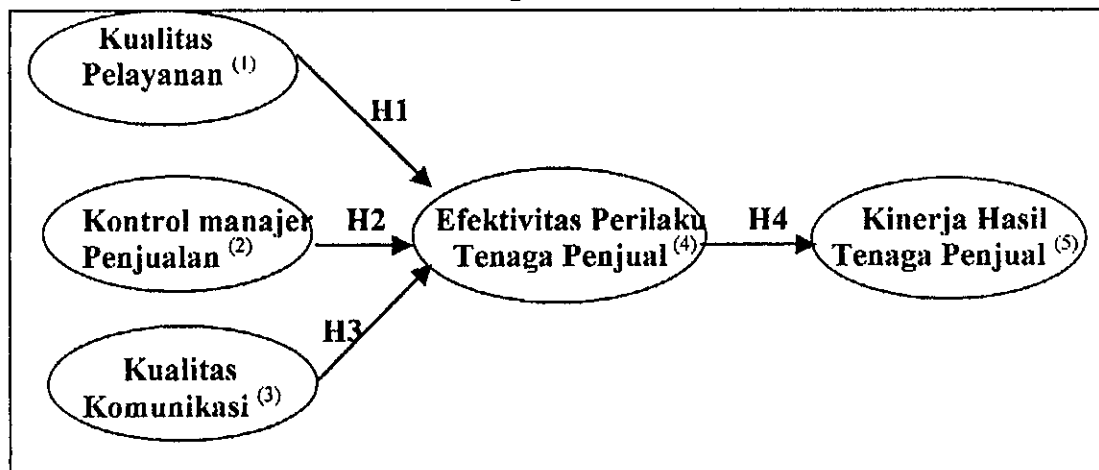 Kualitas
Pelayanan (1)
H1
Kontrol manajer
Penjualan (2)
H2
Efektivitas Perilaku
Tenaga Penjual (4)
H4
Kinerja Hasil
Tenaga Penjual (5)
H3
Kualitas
Komunikasi (3)